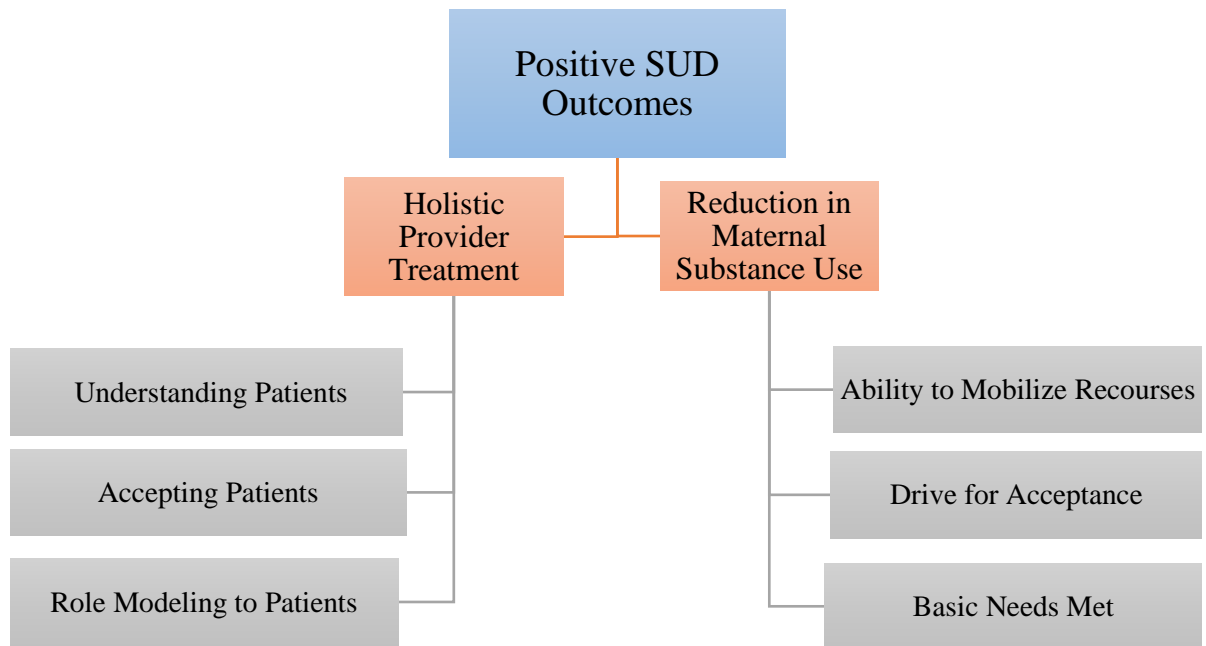 Positive SUD
Outcomes
Holistic
Provider
Treatment
Reduction in
Maternal
Substance Use
Understanding Patients
Accepting Patients
Role Modeling to Patients
Ability to Mobilize Recourses
Drive for Acceptance
Basic Needs Met